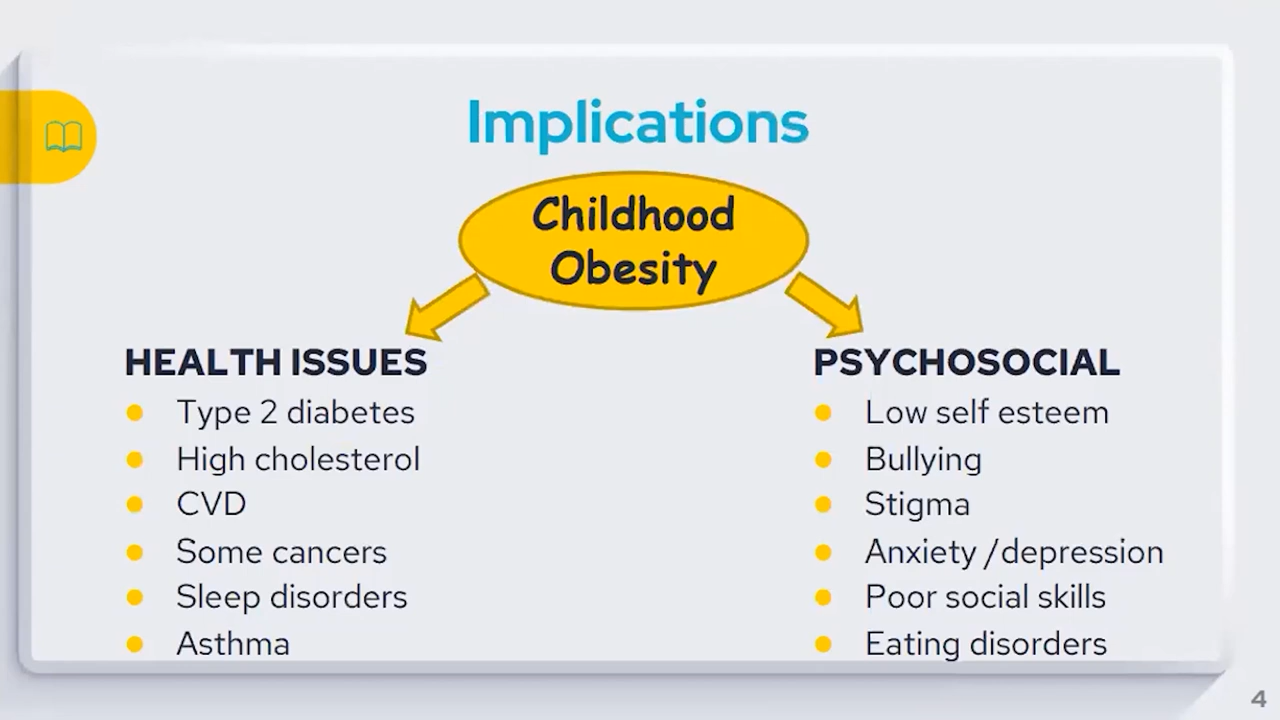 Implications
Childhood
Obesity
HEALTH ISSUES
Type 2 diabetes
High cholesterol
CVD
Some cancers
Sleep disorders
Asthma
PSYCHOSOCIAL
Low self esteem
Bullying
Stigma
Anxiety /depression
Poor social skills
Eating disorders
4